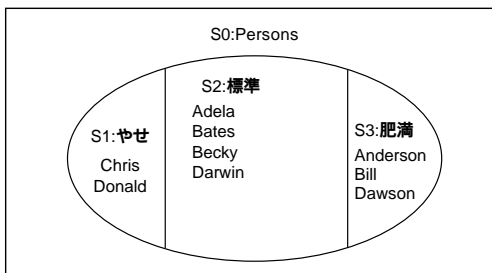 S0:Persons
S1:やせ
Chris
Donald
S2:標準
Adela
Bates
Becky
Darwin
S3:肥満
Anderson
Bill
Dawson